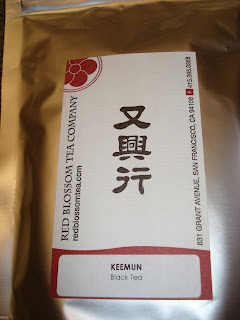 RED BLOSSOM TEA COMPANY
redblossomtea.com
又興行
831 GRANT AVENUE, SAN FRANCISCO, CA 94108 P 415.395.0868
KEEMUN
Black Tea